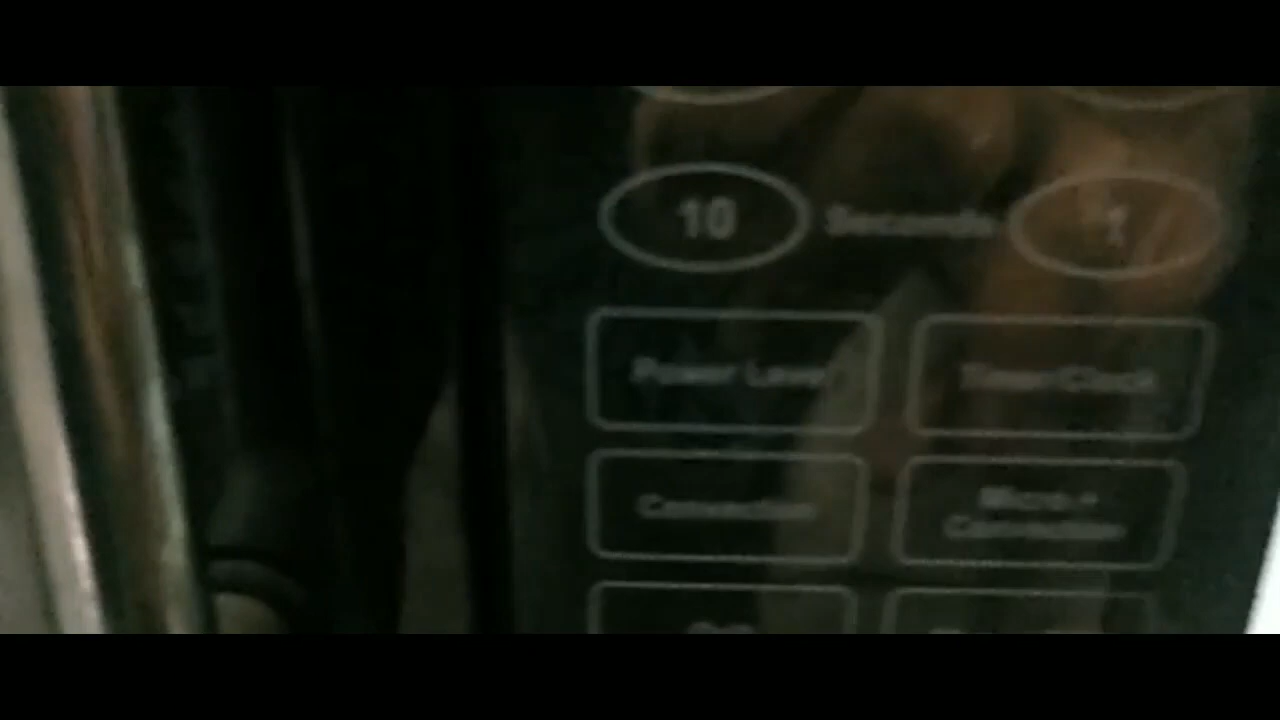 10 Seconds 1
Power Level Timer/Clock
Convection Micro.+
Convection